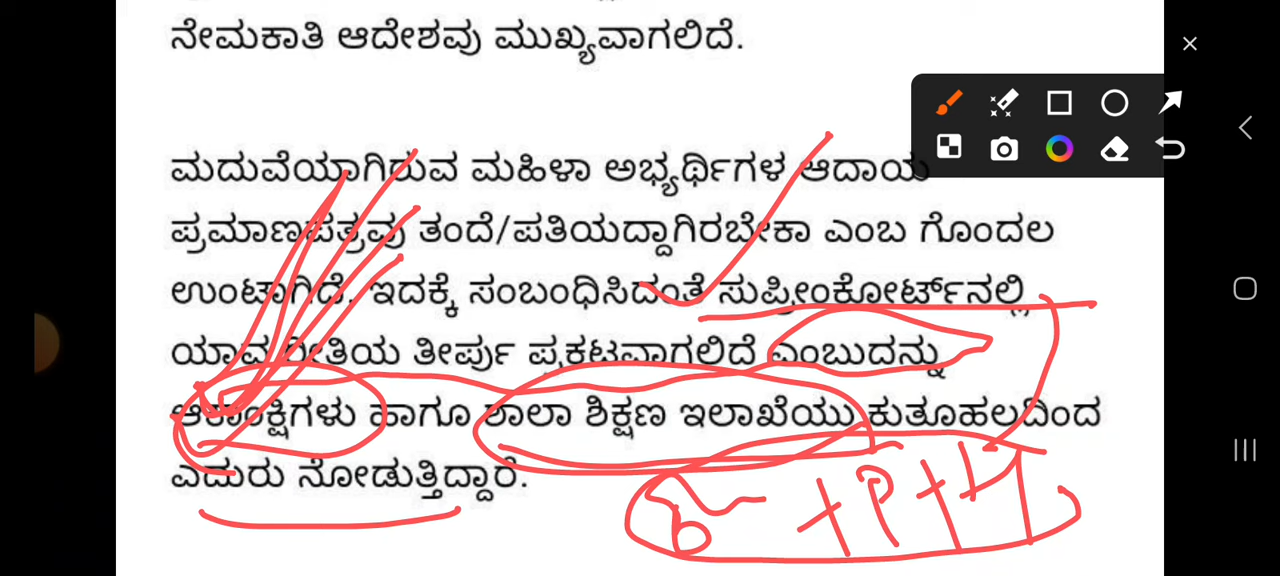 ನೇಮಕಾತಿ ಆದೇಶವು ಮುಖ್ಯವಾಗಲಿದೆ.
ಮದುವೆಯಾಗಿರುವ ಮಹಿಳಾ ಅಭ್ಯರ್ಥಿಗಳ ಆದಾಯ
ಪ್ರಮಾಣಪತ್ರವು ತಂದೆ/ಪತಿಯದ್ದಾಗಿರಬೇಕಾ ಎಂಬ ಗೊಂದಲ
ಉಂಟಾಗಿದೆ. ಇದಕ್ಕೆ ಸಂಬಂಧಿಸಿದಂತೆ ಸುಪ್ರೀಂಕೋರ್ಟ್‌ನಲ್ಲಿ
ಯಾವ ರೀತಿಯ ತೀರ್ಪು ಪ್ರಕಟವಾಗಲಿದೆ ಎಂಬುದನ್ನು
ಆಕಾಂಕ್ಷಿಗಳು ಹಾಗೂ ಶಾಲಾ ಶಿಕ್ಷಣ ಇಲಾಖೆಯು ಕುತೂಹಲದಿಂದ
ಎದುರು ನೋಡುತ್ತಿದ್ದಾರೆ.